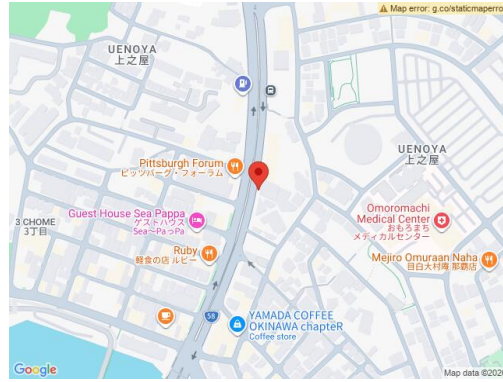 Map error: g.co/staticmaperro
UENOYA
上之屋
UENOYA
上之屋
Pittsburgh Forum
ピッツバーグ・フォーラム
Guest House Sea Pappa
ゲストハウス
Sea〜PaっPa
3 CHOME
3丁目
Omoromachi
Medical Center
おもろまち
メディカルセンター
Ruby
軽食の店 ルビー
Mejiro Omuraan Naha
目白大村庵 那覇店
58
YAMADA COFFEE
OKINAWA chapteR
Coffee store
Google
Map data ©202